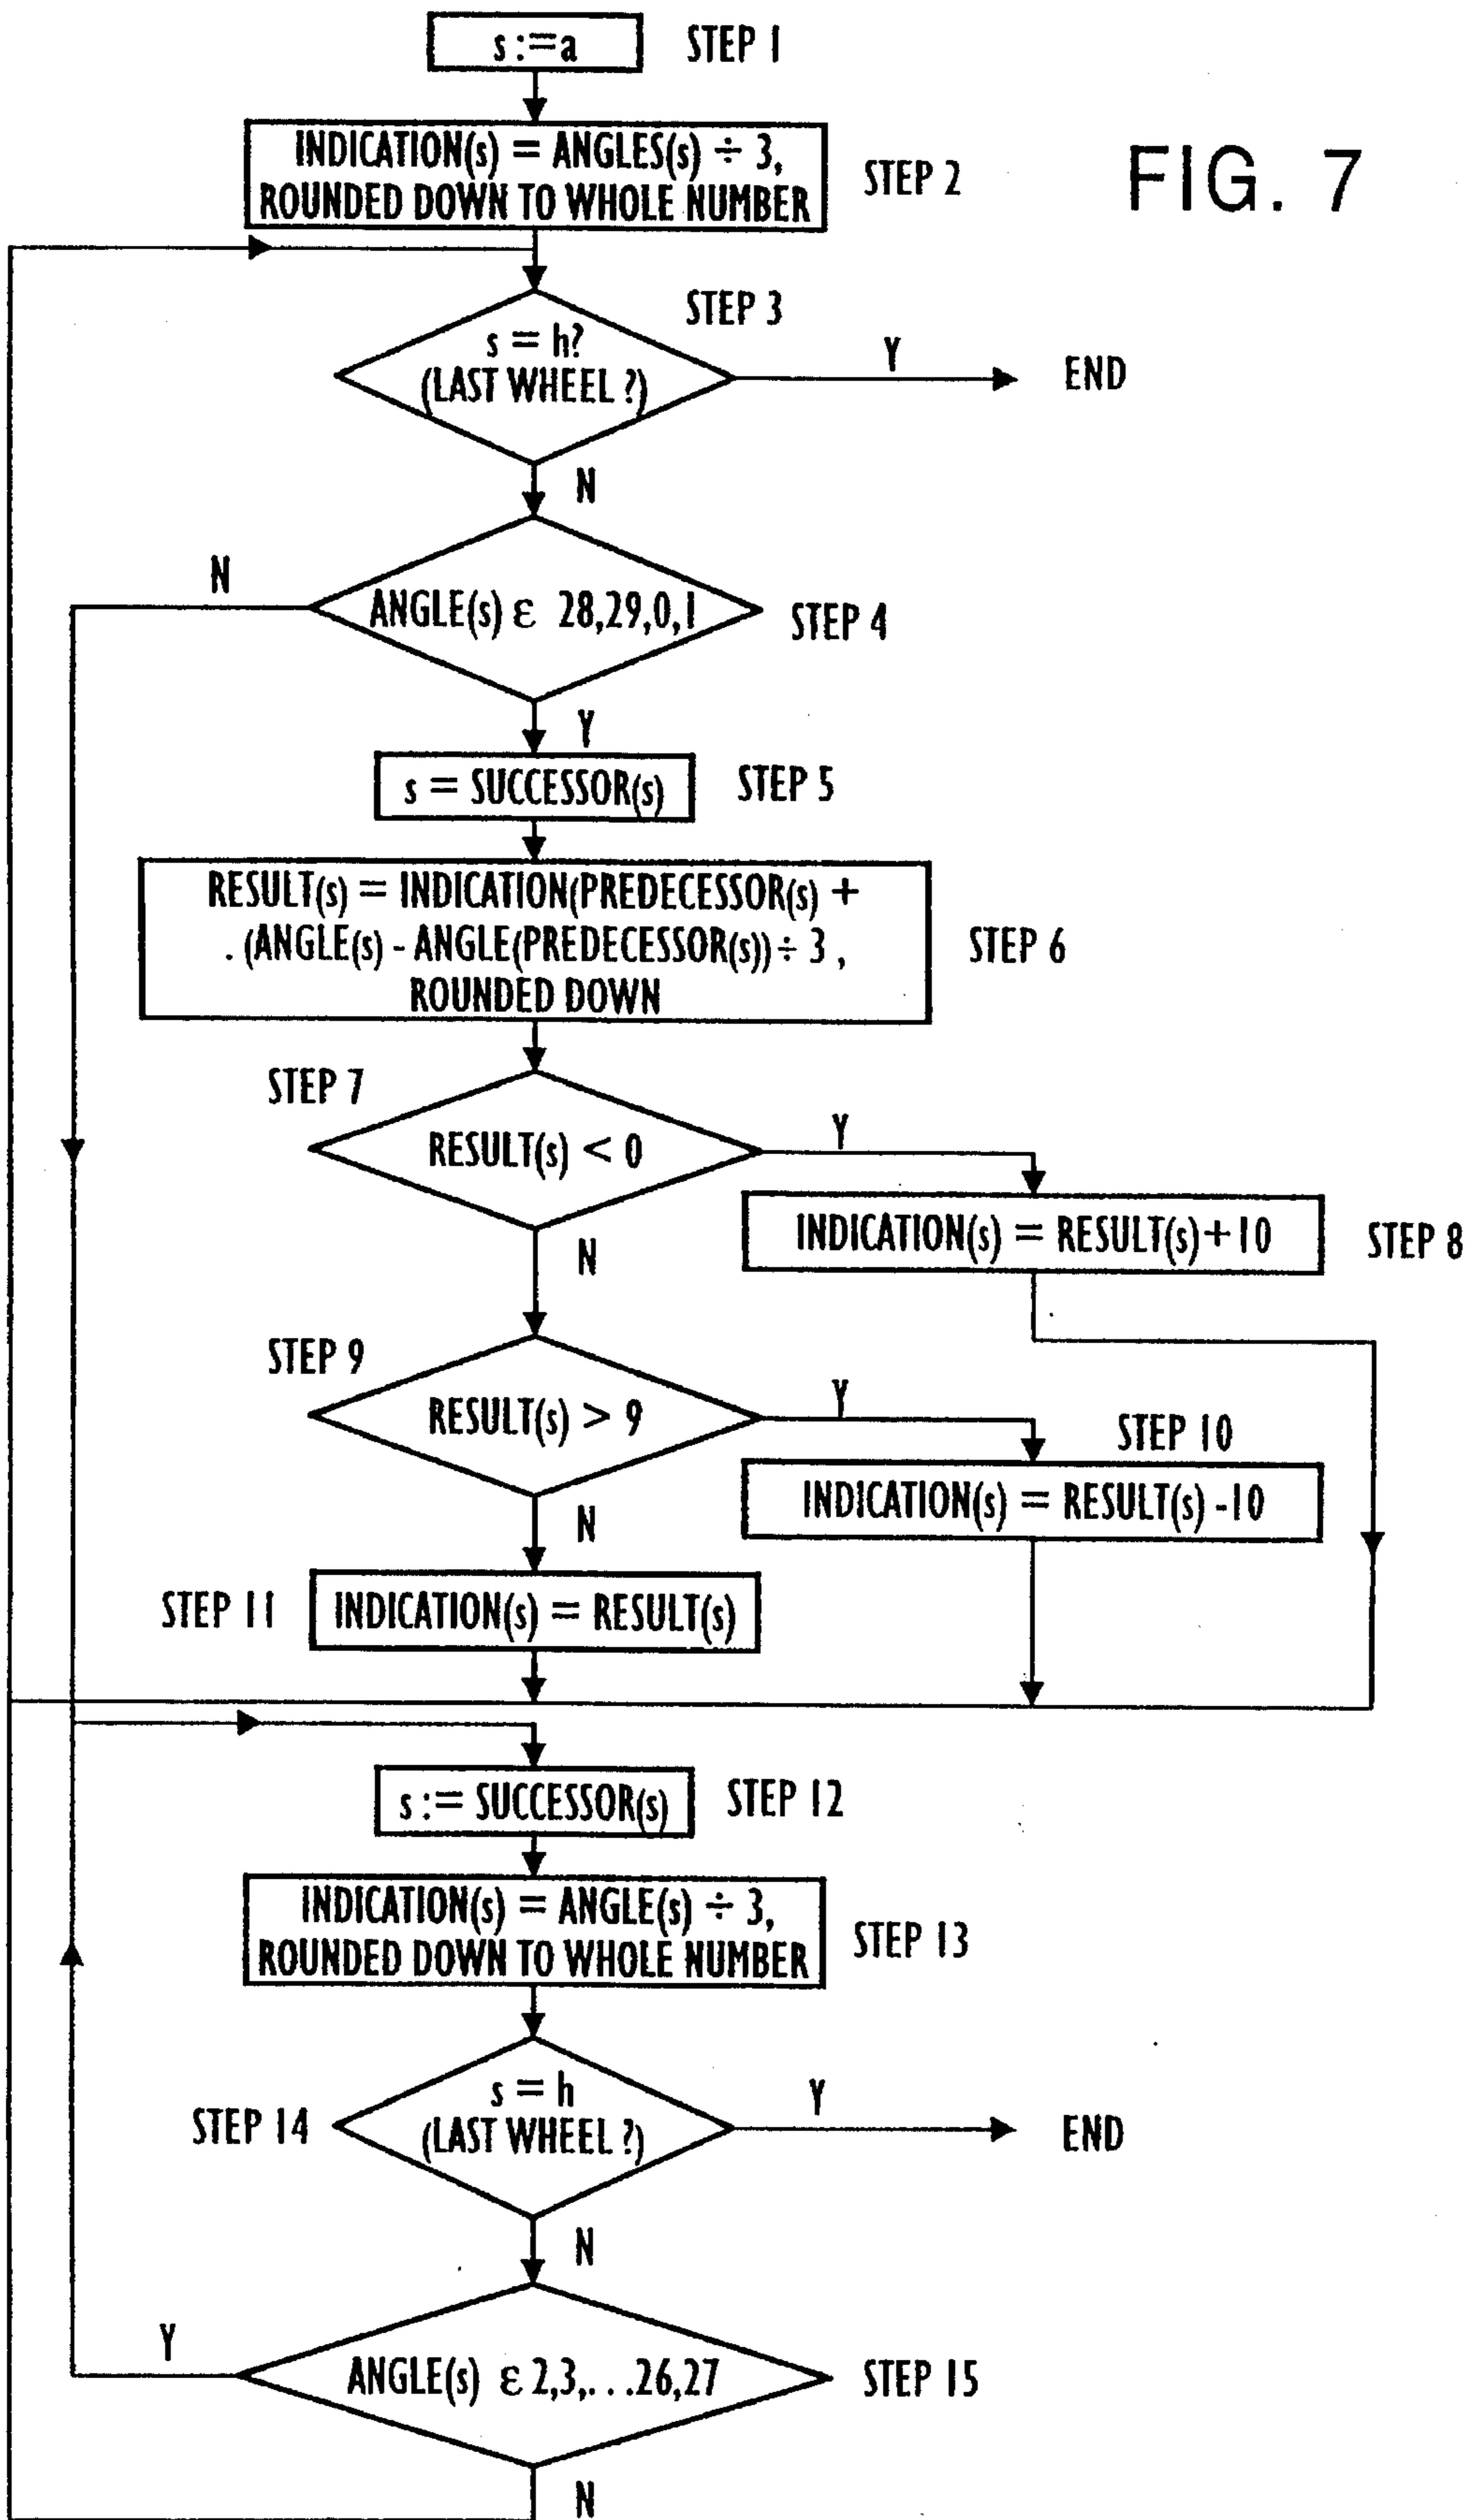 s:=a STEP 1
INDICATION(s) = ANGLES(s) ÷ 3,
ROUNDED DOWN TO WHOLE NUMBER
STEP 2
FIG. 7
STEP 3
s = h?
(LAST WHEEL ?)
Y
END
N
N
ANGLE(s) ε 28,29,0,1
STEP 4
Y
s = SUCCESSOR(s) STEP 5
RESULT(s) = INDICATION(PREDECESSOR(s) +
. (ANGLE(s) - ANGLE(PREDECESSOR(s)) ÷ 3 ,
ROUNDED DOWN
STEP 6
STEP 7
RESULT(s) < 0
Y
INDICATION(s) = RESULT(s)+10 STEP 8
N
STEP 9
RESULT(s) > 9
Y
STEP 10
INDICATION(s) = RESULT(s) -10
N
STEP 11 INDICATION(s) = RESULT(s)
s := SUCCESSOR(s) STEP 12
INDICATION(s) = ANGLE(s) ÷ 3,
ROUNDED DOWN TO WHOLE NUMBER
STEP 13
s = h
(LAST WHEEL ?)
STEP 14
Y
END
N
Y
ANGLE(s) ε 2,3,. . .26,27 STEP 15
N